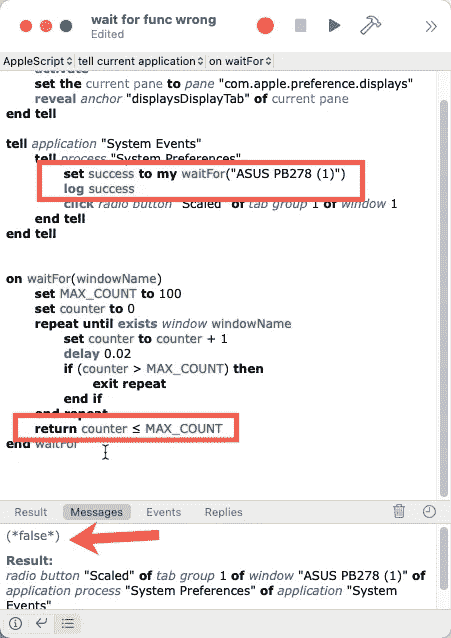 wait for func wrong
Edited
AppleScript tell current application on waitFor
activate
set the current pane to pane "com.apple.preference.displays"
reveal anchor "displaysDisplayTab" of current pane
end tell
tell application "System Events"
tell process "System Preferences"
set success to my waitFor("ASUS PB278 (1)")
log success
click radio button "Scaled" of tab group 1 of window 1
end tell
end tell
on waitFor(windowName)
set MAX_COUNT to 100
set counter to 0
repeat until exists window windowName
set counter to counter + 1
delay 0.02
if (counter > MAX_COUNT) then
exit repeat
end if
end repeat
return counter ≤ MAX_COUNT
end waitFor
Result Messages Events Replies
(*false*)
Result:
radio button "Scaled" of tab group 1 of window "ASUS PB278 (1)" of
application process "System Preferences" of application "System
Events"